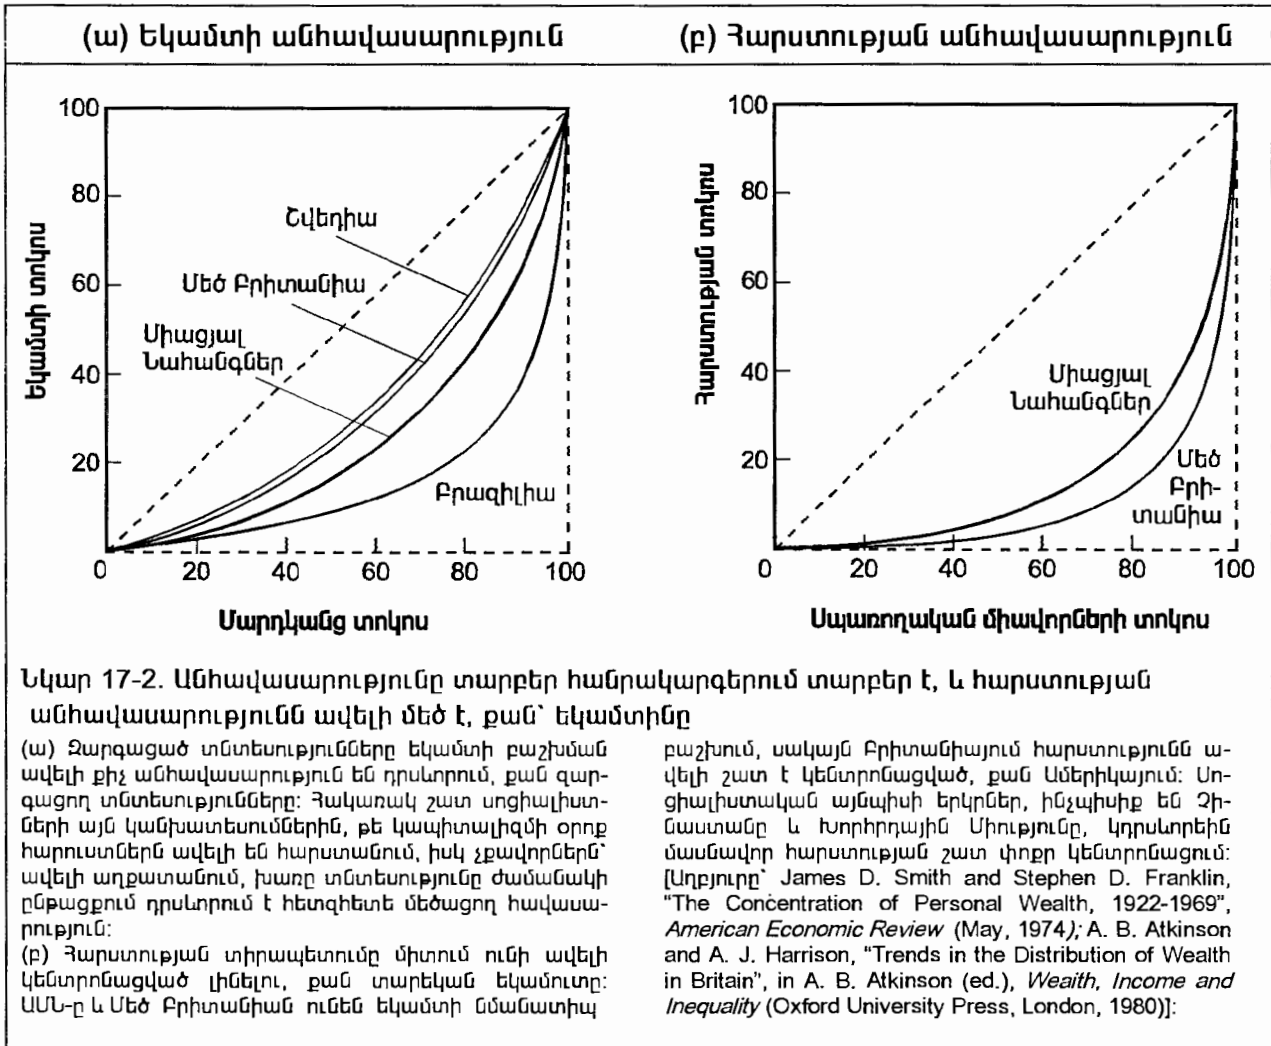 (ա) Եկամտի անհավասարություն
(բ) Հարստության անհավասարություն
Եկամտի տոկոս
100
80
60
40
20
Շվեդիա
Մեծ Բրիտանիա
Միացյալ
Նահանգներ
Բրազիլիա
0
20
40
60
80
100
Մարդկանց տոկոս
Հարստության տոկոս
100
80
60
40
20
Միացյալ
Նահանգներ
Մեծ
Բրի-
տանիա
0
20
40
60
80
100
Սպառողական միավորների տոկոս
Նկար 17-2. Անհավասարությունը տարբեր հանրակարգերում տարբեր է, և հարստության
անհավասարությունն ավելի մեծ է, քան՝ եկամտինը
(ա) Զարգացած տնտեսությունները եկամտի բաշխման
ավելի քիչ անհավասարություն են դրսևորում, քան զար-
գացող տնտեսությունները: Հակառակ շատ սոցիալիստ-
ների այն կանխատեսումներին, թե կապիտալիզմի օրոք
հարուստներն ավելի են հարստանում, իսկ չքավորներն՝
ավելի աղքատանում, խառը տնտեսությունը ժամանակի
ընթացքում դրսևորում է հետզհետե մեծացող հավասա-
րություն:
(բ) Հարստության տիրապետումը միտում ունի ավելի
կենտրոնացված լինելու, քան տարեկան եկամուտը:
ԱՄՆ-ը և Մեծ Բրիտանիան ունեն եկամտի նմանատիպ
բաշխում, սակայն Բրիտանիայում հարստությունն ա-
վելի շատ է կենտրոնացված, քան Ամերիկայում: Սո-
ցիալիստական այնպիսի երկրներ, ինչպիսիք են Չի-
նաստանը և Խորհրդային Միությունը, կդրսևորեին
մասնավոր հարստության շատ փոքր կենտրոնացում:
[Աղբյուրը՝ James D. Smith and Stephen D. Franklin,
"The Concentration of Personal Wealth, 1922-1969",
American Economic Review (May, 1974); A. B. Atkinson
and A. J. Harrison, "Trends in the Distribution of Wealth
in Britain", in A. B. Atkinson (ed.), Wealth, Income and
Inequality (Oxford University Press, London, 1980)]: